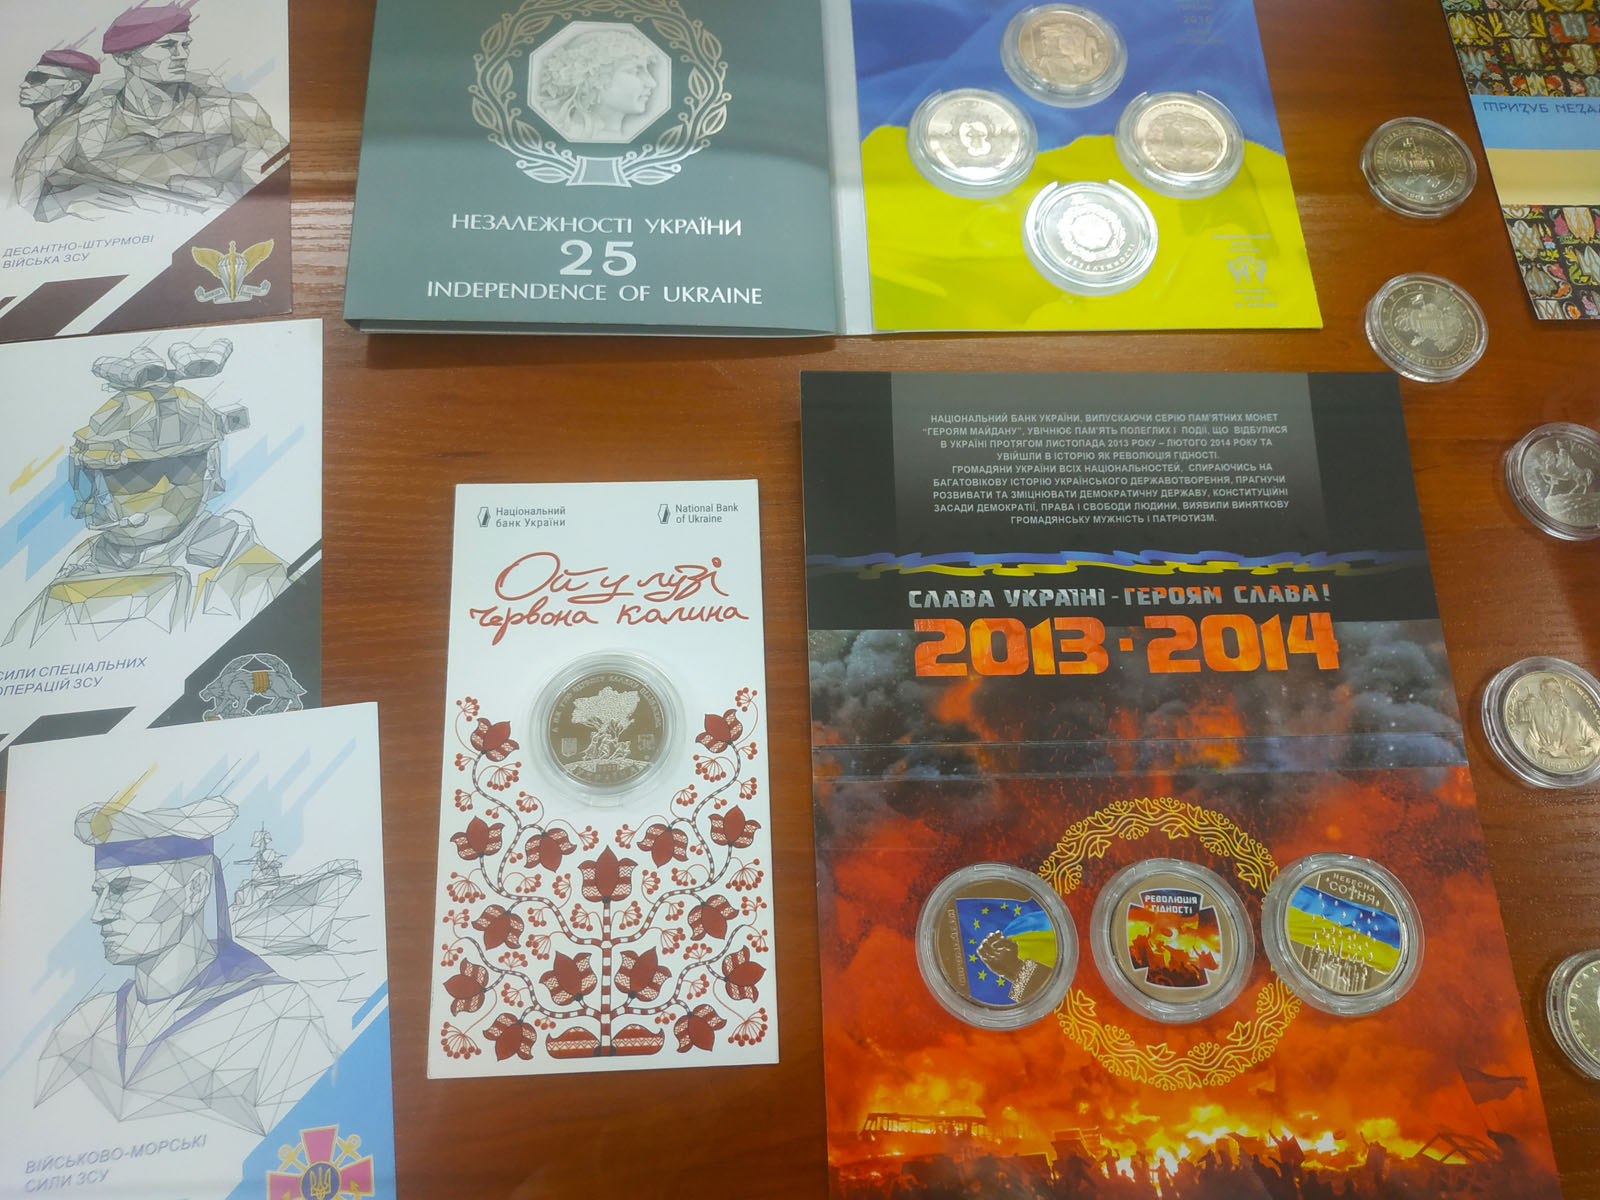 ДЕСАНТНО-ШТУРМОВІ
ВІЙСЬКА ЗСУ
НЕЗАЛЕЖНОСТІ УКРАЇНИ
25
INDEPENDENCE OF UKRAINE
2016
НЕЗАЛЕЖНОСТІ
ТРИЗУБ
СИЛИ СПЕЦІАЛЬНИХ
ОПЕРАЦІЙ ЗСУ
ВІЙСЬКОВО-МОРСЬКІ
СИЛИ ЗСУ
Національний
банк України
National Bank
of Ukraine
Ой у лузі
червона калина
НАЦІОНАЛЬНИЙ БАНК УКРАЇНИ, ВИПУСКАЮЧИ СЕРІЮ ПАМ'ЯТНИХ МОНЕТ
"ГЕРОЯМ МАЙДАНУ", УВІЧНЮЄ ПАМ'ЯТЬ ПОЛЕГЛИХ І ПОДІЇ, ЩО ВІДБУЛИСЯ
В УКРАЇНІ ПРОТЯГОМ ЛИСТОПАДА 2013 РОКУ – ЛЮТОГО 2014 РОКУ ТА
УВІЙШЛИ В ІСТОРІЮ ЯК РЕВОЛЮЦІЯ ГІДНОСТІ.
ГРОМАДЯНИ УКРАЇНИ ВСІХ НАЦІОНАЛЬНОСТЕЙ, СПИРАЮЧИСЬ НА
БАГАТОВІКОВУ ІСТОРІЮ УКРАЇНСЬКОГО ДЕРЖАВОТВОРЕННЯ, ПРАГНУЧИ
РОЗВИВАТИ ТА ЗМІЦНЮВАТИ ДЕМОКРАТИЧНУ ДЕРЖАВУ, КОНСТИТУЦІЙНІ
ЗАСАДИ ДЕМОКРАТІЇ, ПРАВА І СВОБОДИ ЛЮДИНИ, ВИЯВИЛИ ВИНЯТКОВУ
ГРОМАДЯНСЬКУ МУЖНІСТЬ І ПАТРІОТИЗМ.
СЛАВА УКРАЇНІ - ГЕРОЯМ СЛАВА!
2013 · 2014
РЕВОЛЮЦІЯ
ГІДНОСТІ
НЕБЕСНА
СОТНЯ